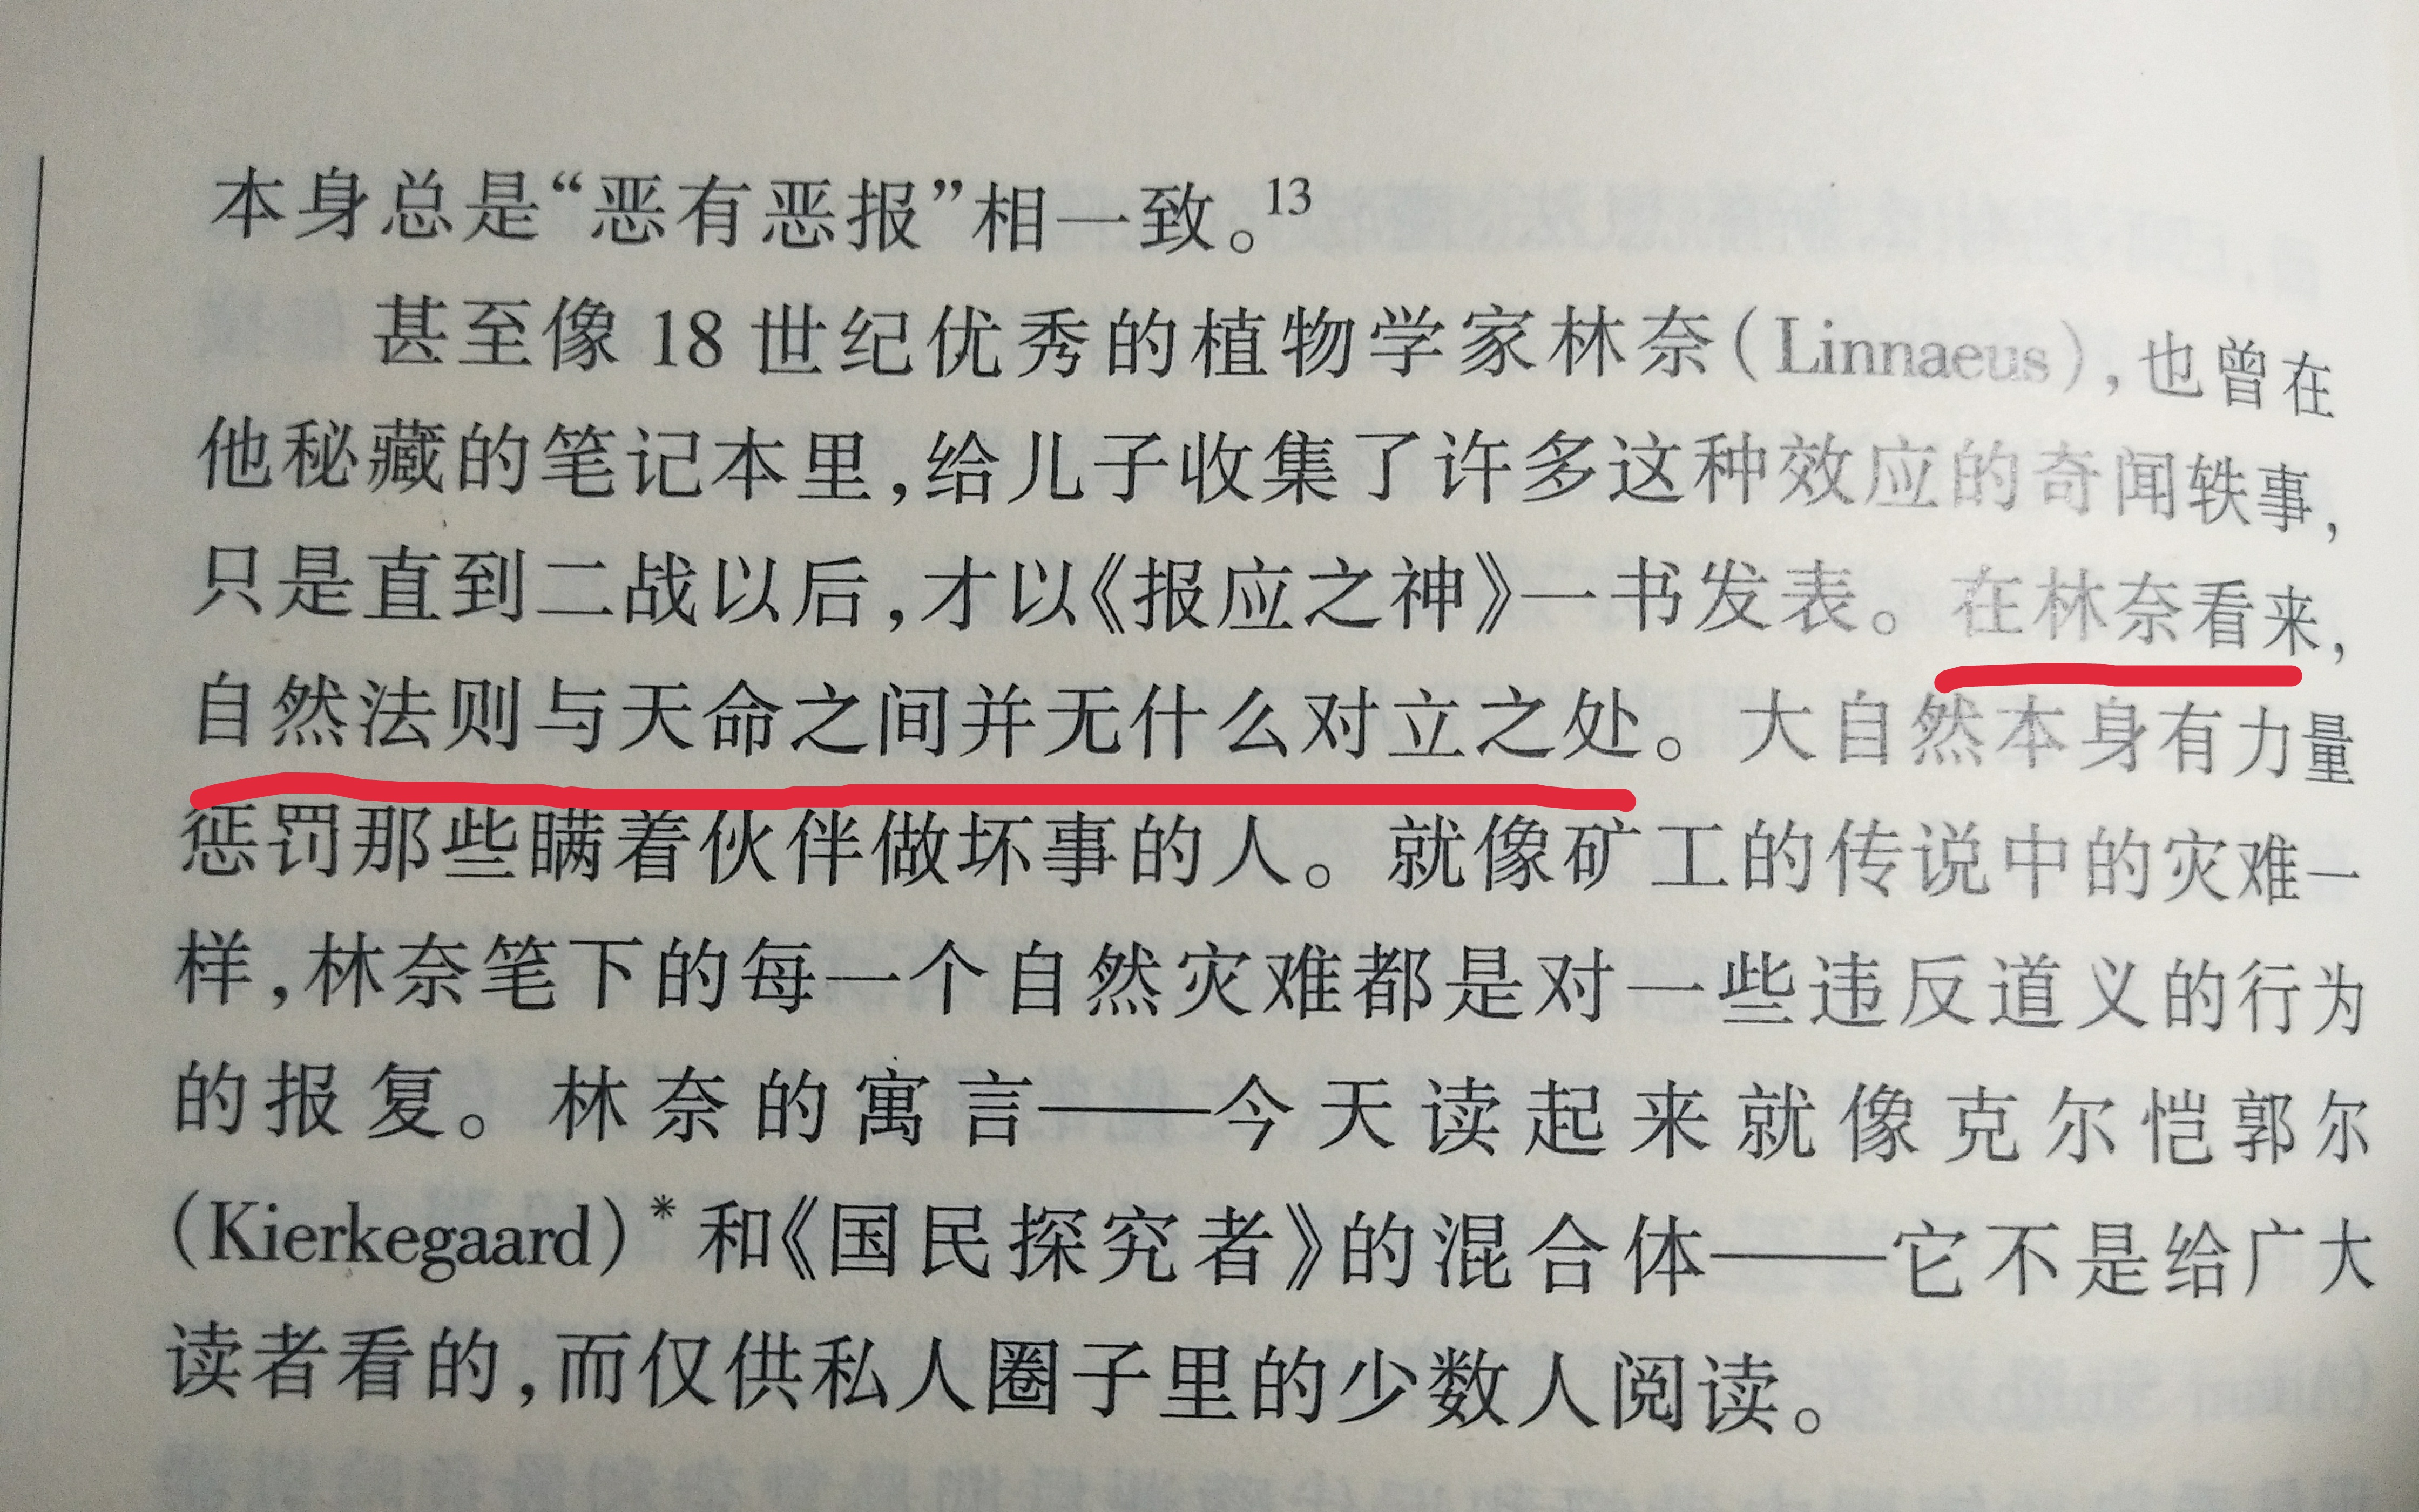 本身总是“恶有恶报”相一致。13
甚至像 18 世纪优秀的植物学家林奈(Linnaeus),也曾在
他秘藏的笔记本里,给儿子收集了许多这种效应的奇闻轶事,
只是直到二战以后,才以《报应之神》一书发表。在林奈看来,
自然法则与天命之间并无什么对立之处。大自然本身有力量
惩罚那些瞒着伙伴做坏事的人。就像矿工的传说中的灾难一
样,林奈笔下的每一个自然灾难都是对一些违反道义的行为
的报复。林奈的寓言——今天读起来就像克尔恺郭尔
(Kierkegaard)*和《国民探究者》的混合体——它不是给广大
读者看的,而仅供私人圈子里的少数人阅读。